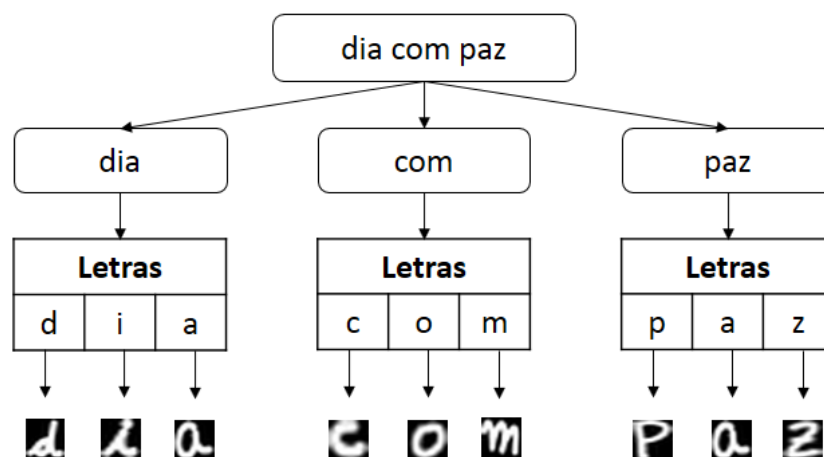 dia com paz
dia com paz
Letras Letras Letras
d i a c o m p a z
d i a c o m p a z